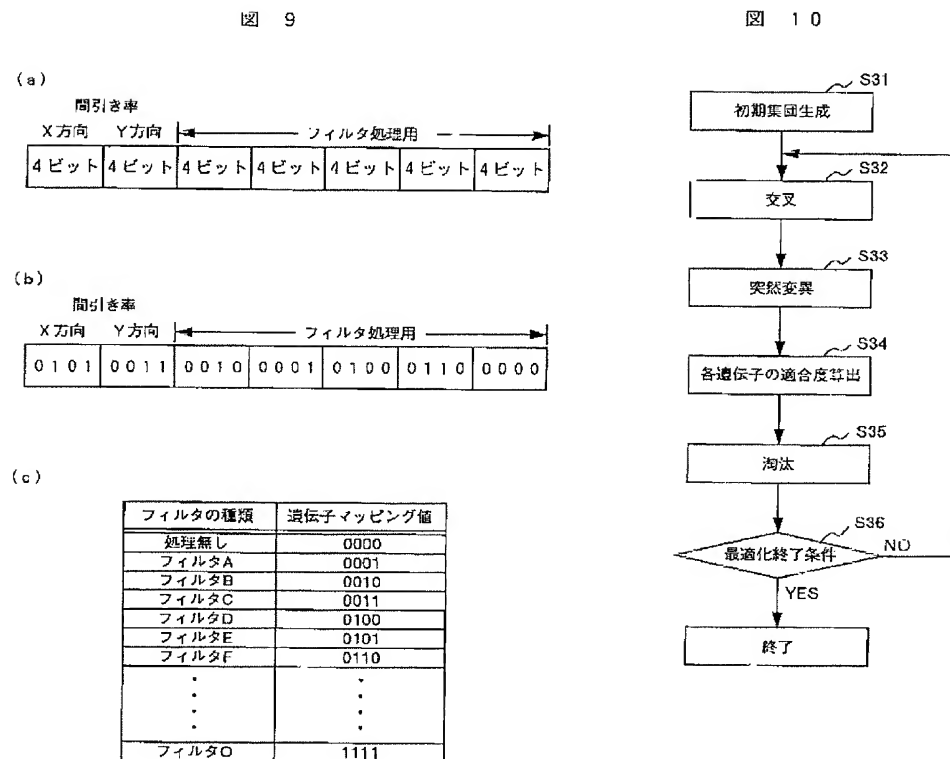 図 9
(a)
間引き率
X方向 Y方向 フィルタ処理用
4ビット 4ビット 4ビット 4ビット 4ビット 4ビット 4ビット
(b)
間引き率
X方向 Y方向 フィルタ処理用
0101 0011 0010 0001 0100 0110 0000
(c)
フィルタの種類 遺伝子マッピング値
処理無し 0000
フィルタA 0001
フィルタB 0010
フィルタC 0011
フィルタD 0100
フィルタE 0101
フィルタF 0110
フィルタO 1111
図 10
S31
初期集団生成
S32
交叉
S33
突然変異
S34
各遺伝子の適合度算出
S35
淘汰
S36
最適化終了条件 NO
YES
終了